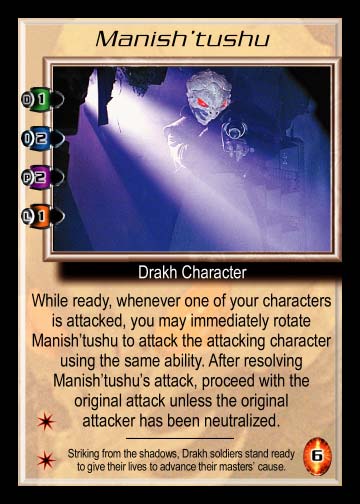 Manish'tushu
D 1
I 2
P 2
L 1
Drakh Character
While ready, whenever one of your characters
is attacked, you may immediately rotate
Manish'tushu to attack the attacking character
using the same ability. After resolving
Manish'tushu's attack, proceed with the
original attack unless the original
attacker has been neutralized.
Striking from the shadows, Drakh soldiers stand ready
to give their lives to advance their masters' cause.
6